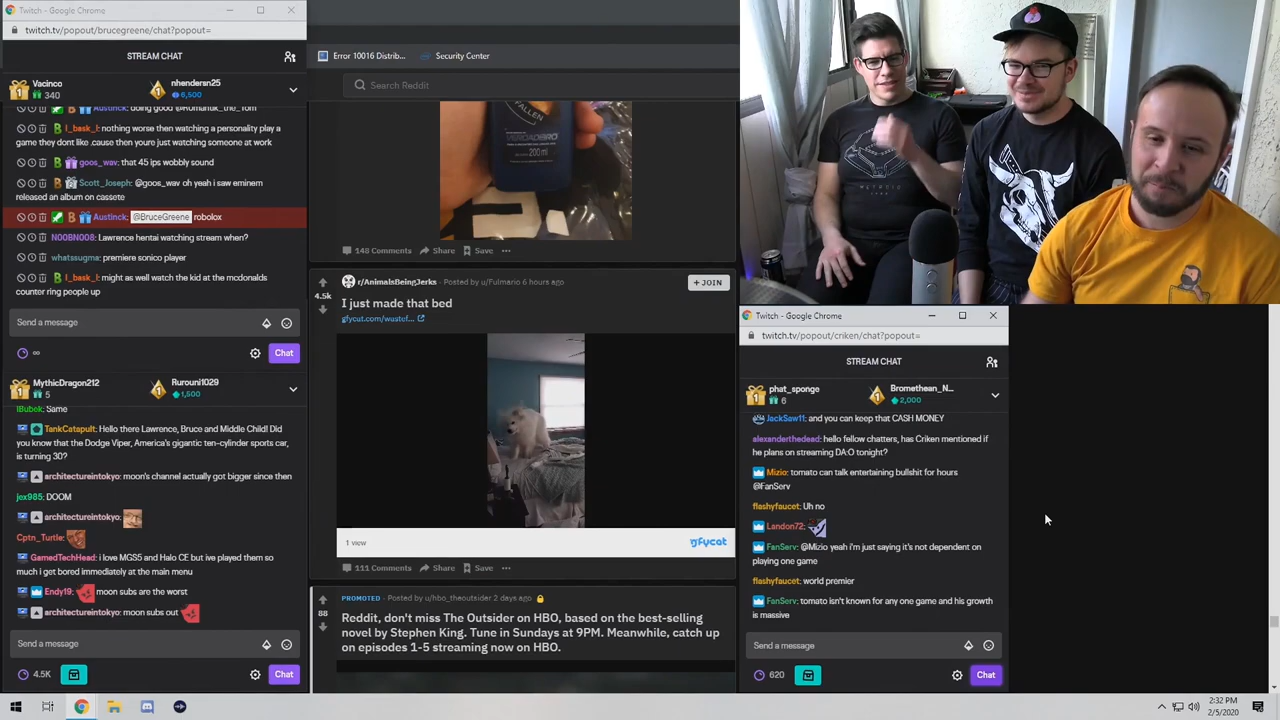 Twitch - Google Chrome
twitch.tv/popout/brucegreene/chat?popout=
STREAM CHAT
Vacinco
340
nhendersn25
6,500
Austinck: doing good @Romantik_the_Tom
l_bask_l: nothing worse then watching a personality play a
game they dont like .cause then youre just watching someone at work
goos_wav: that 45 ips wobbly sound
Scott_Joseph: @goos_wav oh yeah i saw eminem
released an album on cassete
Austinck: @BruceGreene robolox
N00BN008: Lawrence hentai watching stream when?
whatssugma: premiere sonico player
l_bask_l: might as well watch the kid at the mcdonalds
counter ring people up
Send a message
∞
Chat
MythicDragon212
5
Rurouni1029
1,500
1Bubek: Same
TankCatapult: Hello there Lawrence, Bruce and Middle Child! Did
you know that the Dodge Viper, America's gigantic ten-cylinder sports car,
is turning 30?
architectureintokyo: moon's channel actually got bigger since then
jex985: DOOM
architectureintokyo:
Cptn_Turtle:
GamedTechHead: i love MGS5 and Halo CE but ive played them so
much i get bored immediately at the main menu
Endy19: moon subs are the worst
architectureintokyo: moon subs out
Send a message
4.5K
Chat
Error 10016 Distrib...
Security Center
Search Reddit
FALLEN
VERDADEIRO
200 ml
148 Comments
Share
Save
r/AnimalsBeingJerks
Posted by u/Fulmario 6 hours ago
+ JOIN
4.5k
I just made that bed
gfycat.com/wastef...
1 view
gfycat
111 Comments
Share
Save
PROMOTED
Posted by u/hbo_theoutsider 2 days ago
88
Reddit, don't miss The Outsider on HBO, based on the best-selling
novel by Stephen King. Tune in Sundays at 9PM. Meanwhile, catch up
on episodes 1-5 streaming now on HBO.
METROID
Twitch - Google Chrome
twitch.tv/popout/criken/chat?popout=
STREAM CHAT
phat_sponge
6
Bromethean_N...
2,000
JackSaw11: and you can keep that CASH MONEY
alexanderthedead: hello fellow chatters, has Criken mentioned if
he plans on streaming DA:O tonight?
Mizio: tomato can talk entertaining bullshit for hours
@FanServ
flashyfaucet: Uh no
Landon72:
FanServ: @Mizio yeah i'm just saying it's not dependent on
playing one game
flashyfaucet: world premier
FanServ: tomato isn't known for any one game and his growth
is massive
Send a message
620
Chat
2:32 PM
2/5/2020